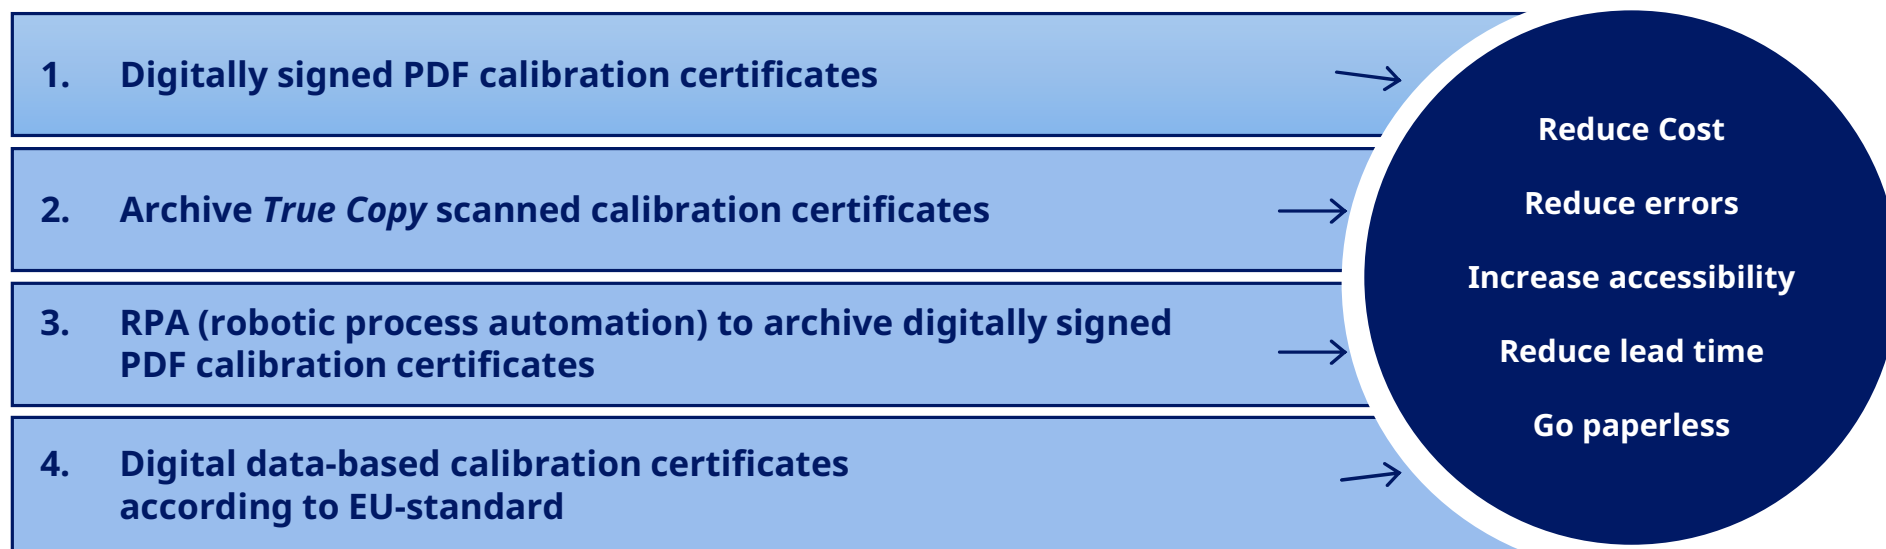 1. Digitally signed PDF calibration certificates
2. Archive True Copy scanned calibration certificates
3. RPA (robotic process automation) to archive digitally signed
PDF calibration certificates
4. Digital data-based calibration certificates
according to EU-standard
Reduce Cost
Reduce errors
Increase accessibility
Reduce lead time
Go paperless